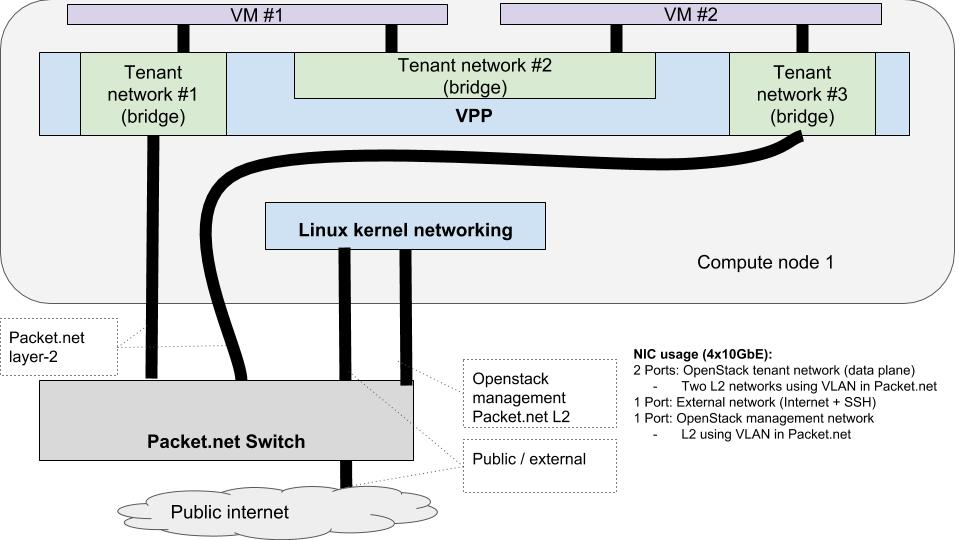 VM #1
VM #2
Tenant
network #1
(bridge)
Tenant network #2
(bridge)
Tenant
network #3
(bridge)
VPP
Linux kernel networking
Compute node 1
Packet.net
layer-2
Openstack
management
Packet.net L2
Public / external
Packet.net Switch
Public internet
NIC usage (4x10GbE):
2 Ports: OpenStack tenant network (data plane)
- Two L2 networks using VLAN in Packet.net
1 Port: External network (Internet + SSH)
1 Port: OpenStack management network
- L2 using VLAN in Packet.net